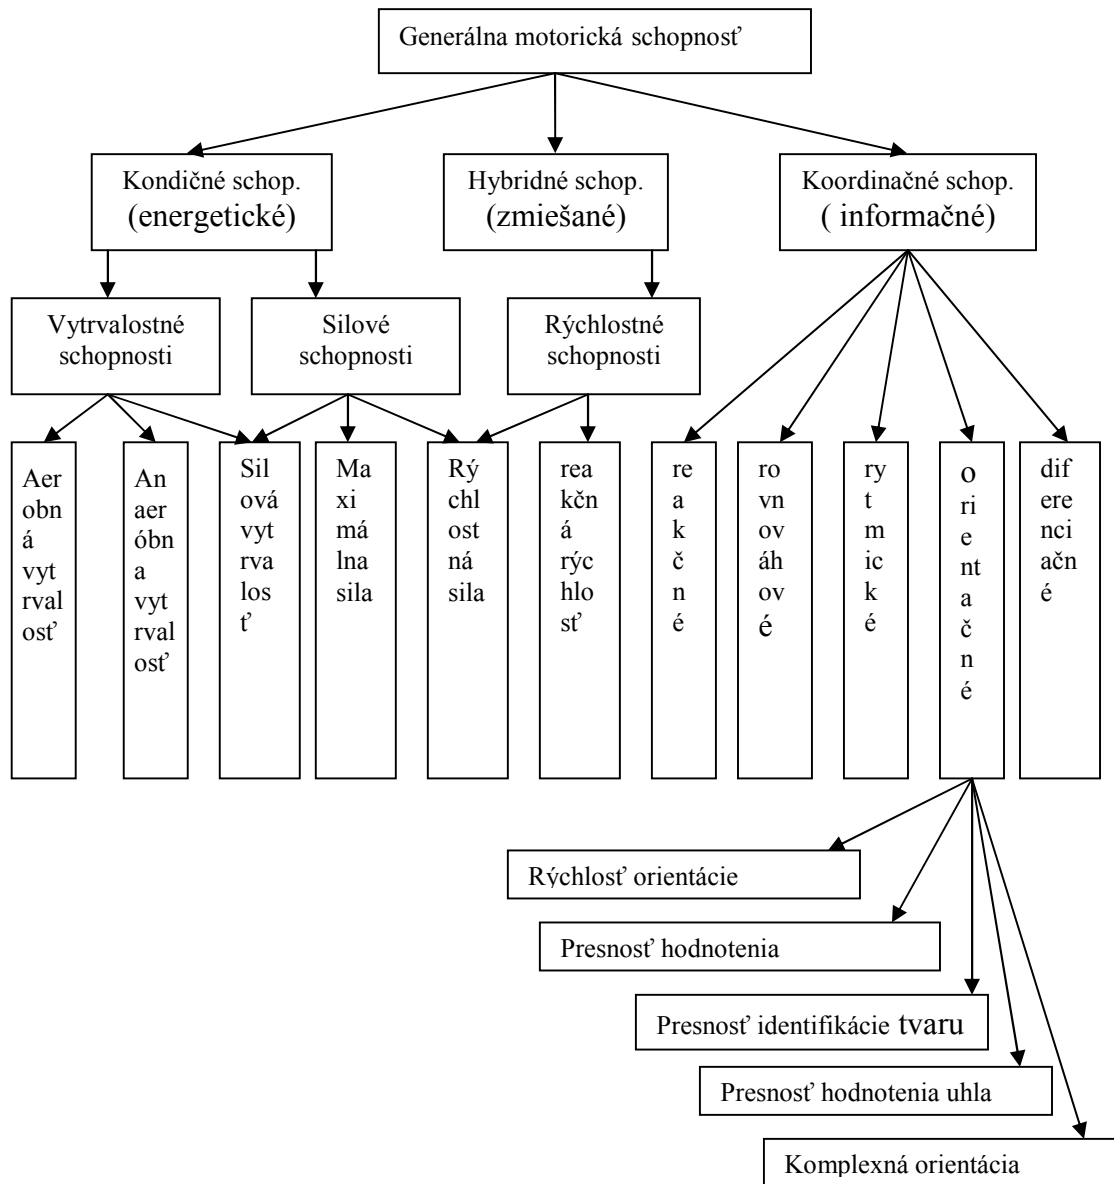 Generálna motorická schopnosť
Kondičné schop.
(energetické)
Hybridné schop.
(zmiešané)
Koordinačné schop.
( informačné)
Vytrvalostné
schopnosti
Silové
schopnosti
Rýchlostné
schopnosti
Aer
obn
á
vyt
rval
osť
An
aer
óbn
a
vyt
rval
osť
Sil
ová
vyt
rva
los
ť
Ma
xi
má
lna
sila
Rý
chl
ost
ná
sila
rea
kčn
á
rýc
hlo
sť
re
a
k
č
n
é
ro
vn
ov
áh
ov
é
ry
t
m
ic
k
é
o
ri
e
nt
a
č
n
é
dif
ere
nci
ačn
é
Rýchlosť orientácie
Presnosť hodnotenia
Presnosť identifikácie tvaru
Presnosť hodnotenia uhla
Komplexná orientácia